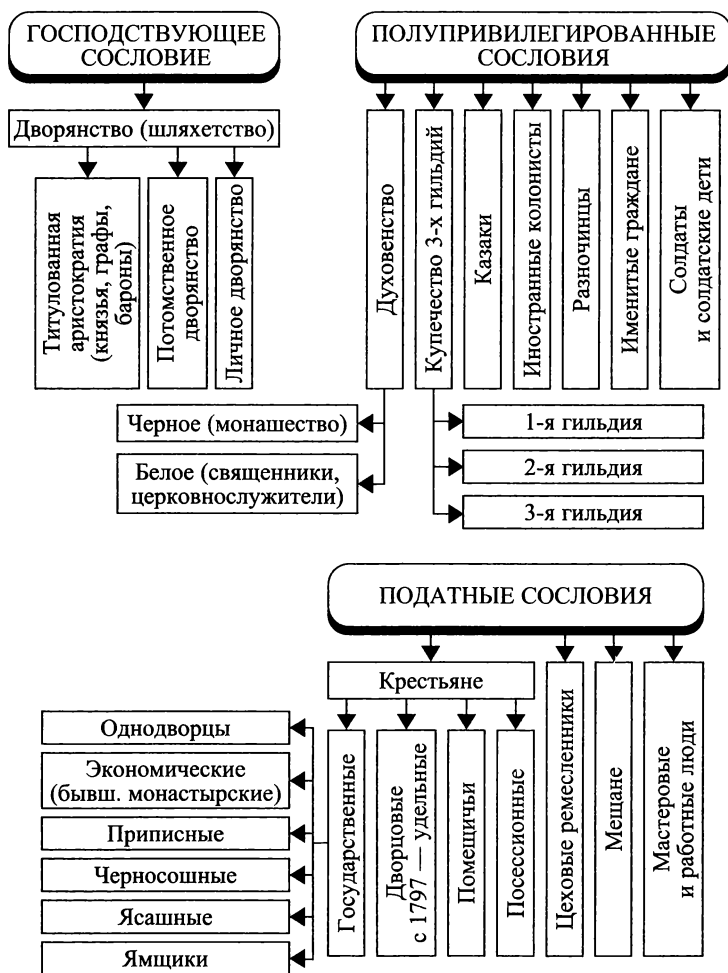 ГОСПОДСТВУЮЩЕЕ
СОСЛОВИЕ
Дворянство (шляхетство)
Титулованная
аристократия
(князья, графы,
бароны)
Потомственное
дворянство
Личное дворянство
ПОЛУПРИВИЛЕГИРОВАННЫЕ
СОСЛОВИЯ
Духовенство
Купечество 3-х гильдий
Казаки
Иностранные колонисты
Разночинцы
Именитые граждане
Солдаты
и солдатские дети
Черное (монашество)
Белое (священники,
церковнослужители)
1-я гильдия
2-я гильдия
3-я гильдия
ПОДАТНЫЕ СОСЛОВИЯ
Крестьяне
Государственные
Дворцовые
с 1797 — удельные
Помещичьи
Посессионные
Цеховые ремесленники
Мещане
Мастеровые
и работные люди
Однодворцы
Экономические
(бывш. монастырские)
Приписные
Черносошные
Ясашные
Ямщики